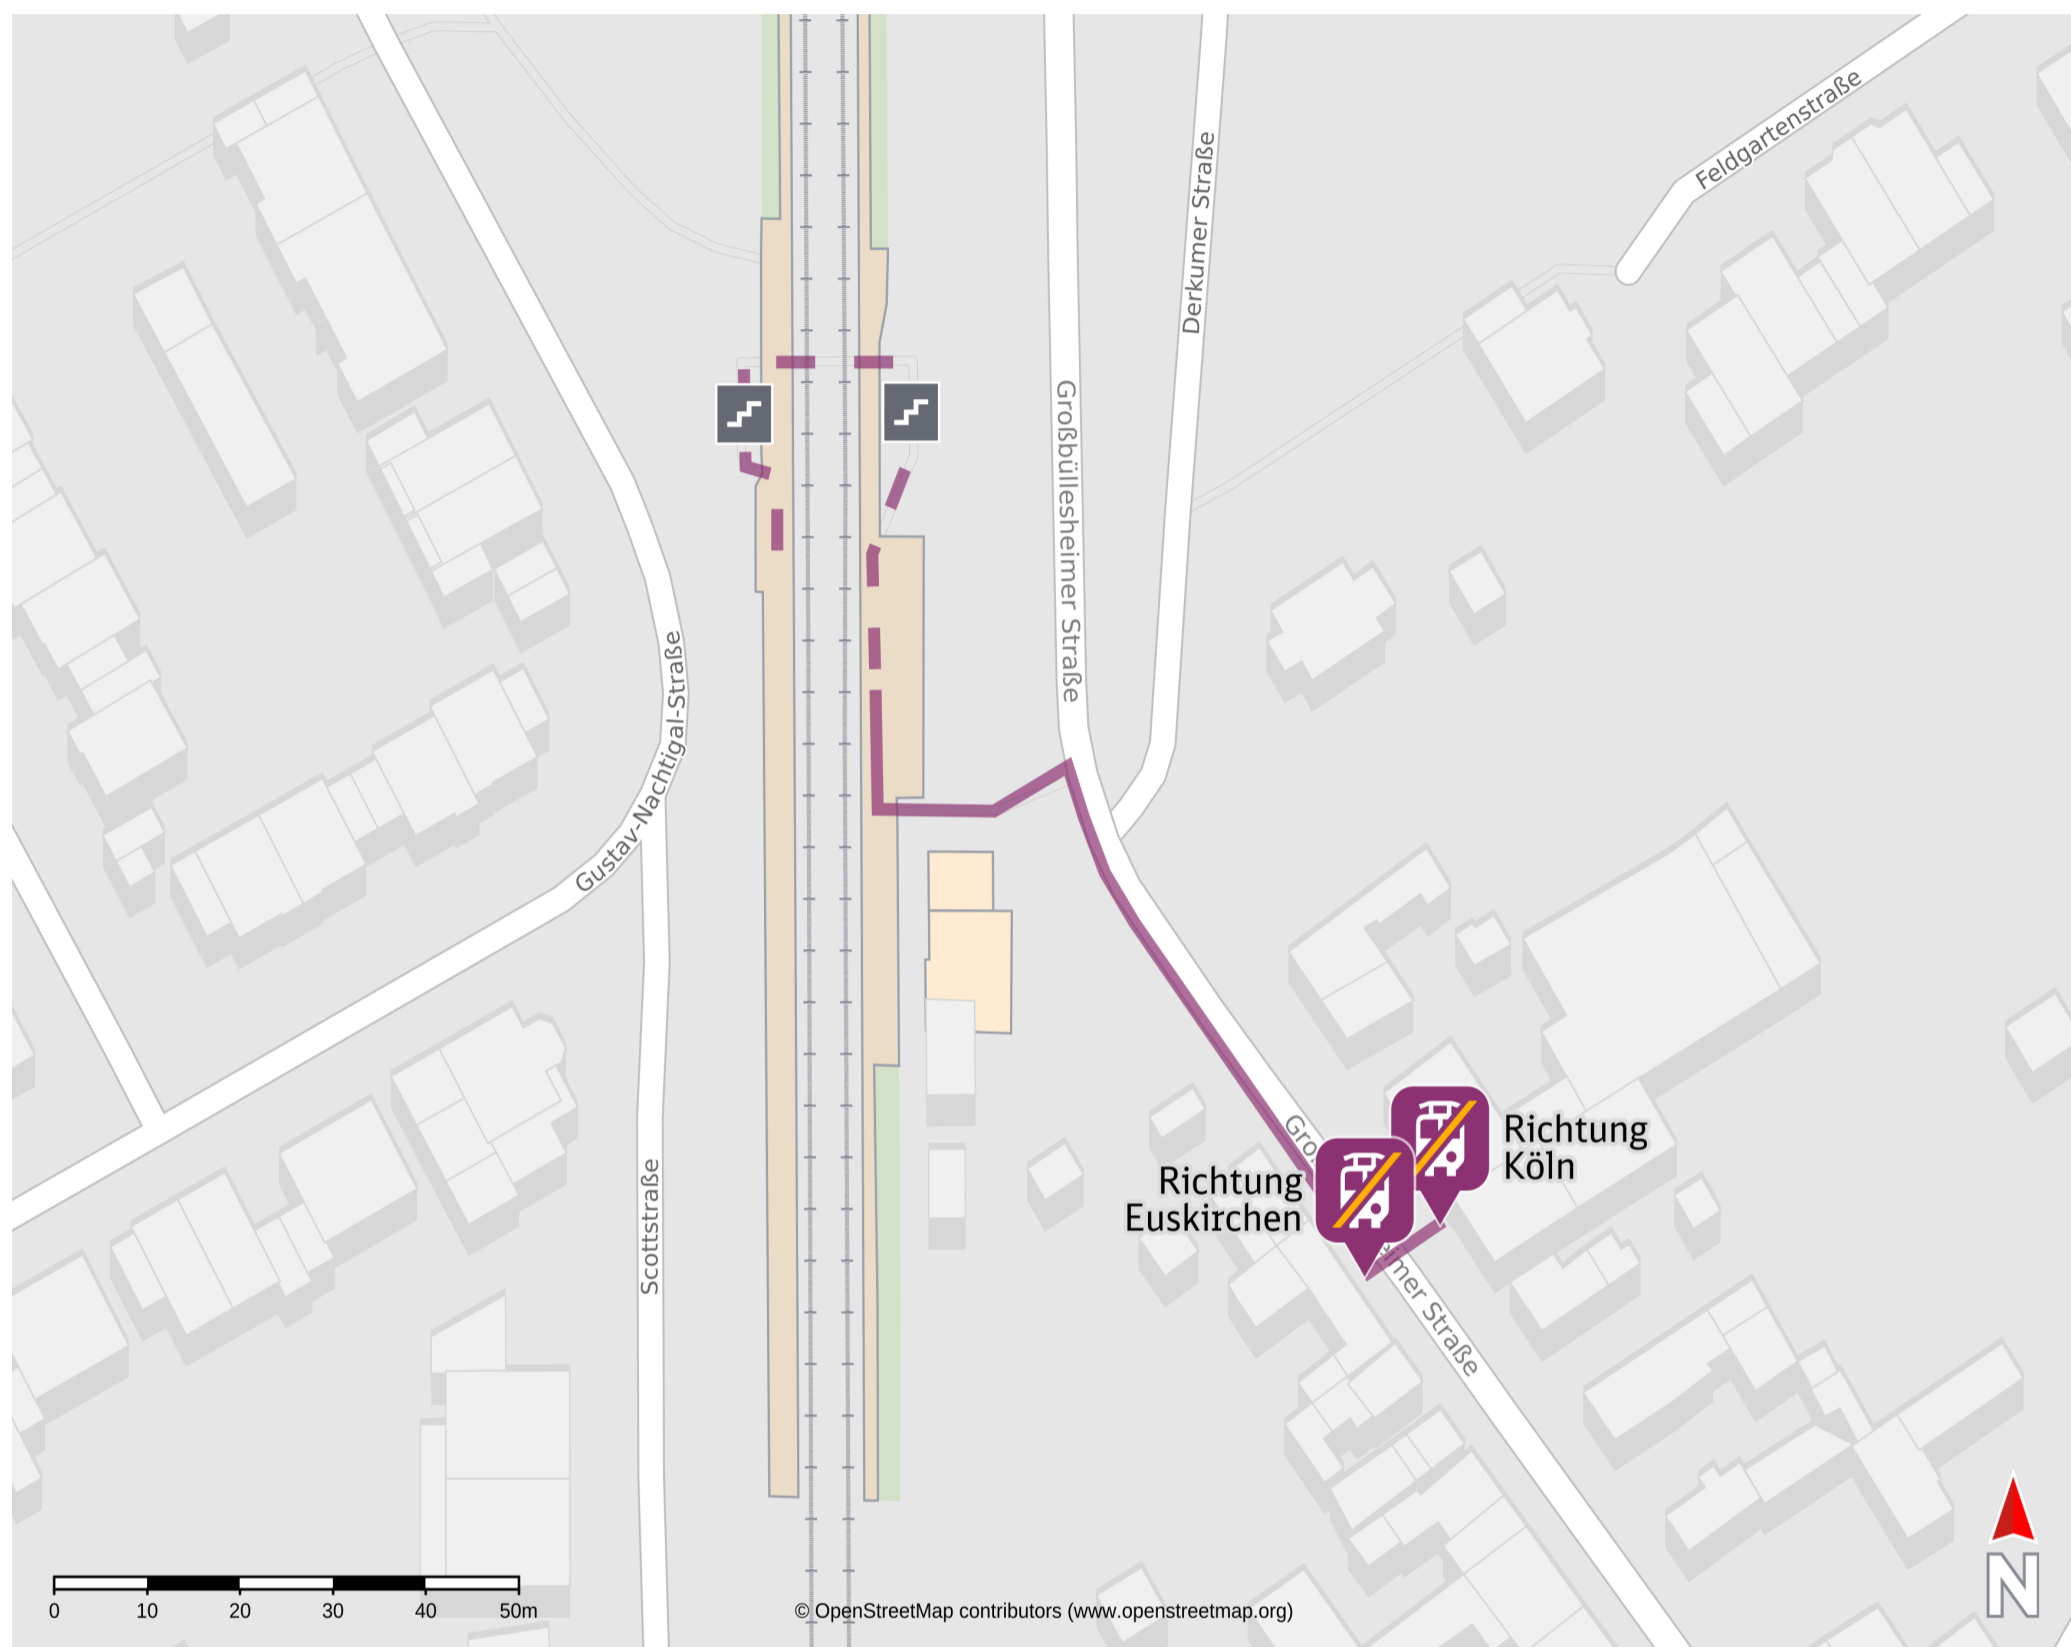 Feldgartenstraße
Derkumer Straße
Großbüllesheimer Straße
Gustav-Nachtigal-Straße
Richtung
Köln
Richtung
Euskirchen
Scottstraße
Straße
0 10 20 30 40 50m
© OpenStreetMap contributors (www.openstreetmap.org)
N